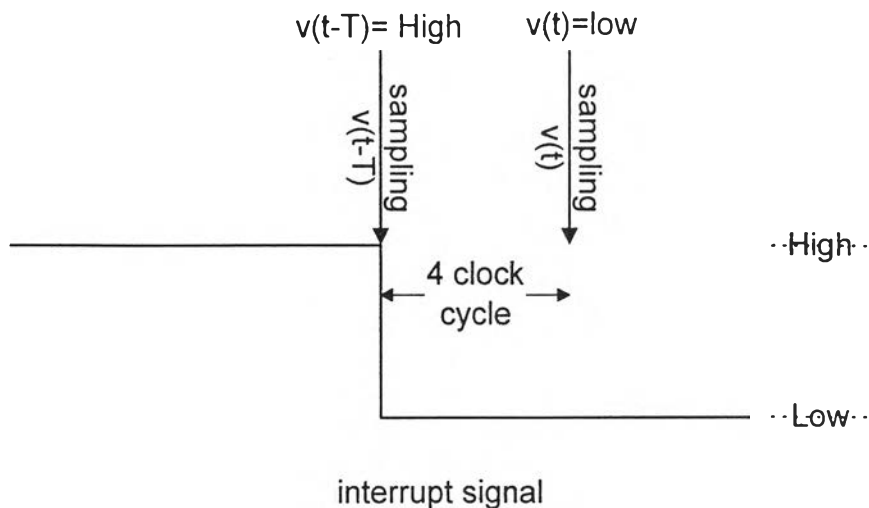 v(t-T)= High
v(t)=low
sampling
v(t-T)
sampling
v(t)
High
4 clock
cycle
Low
interrupt signal